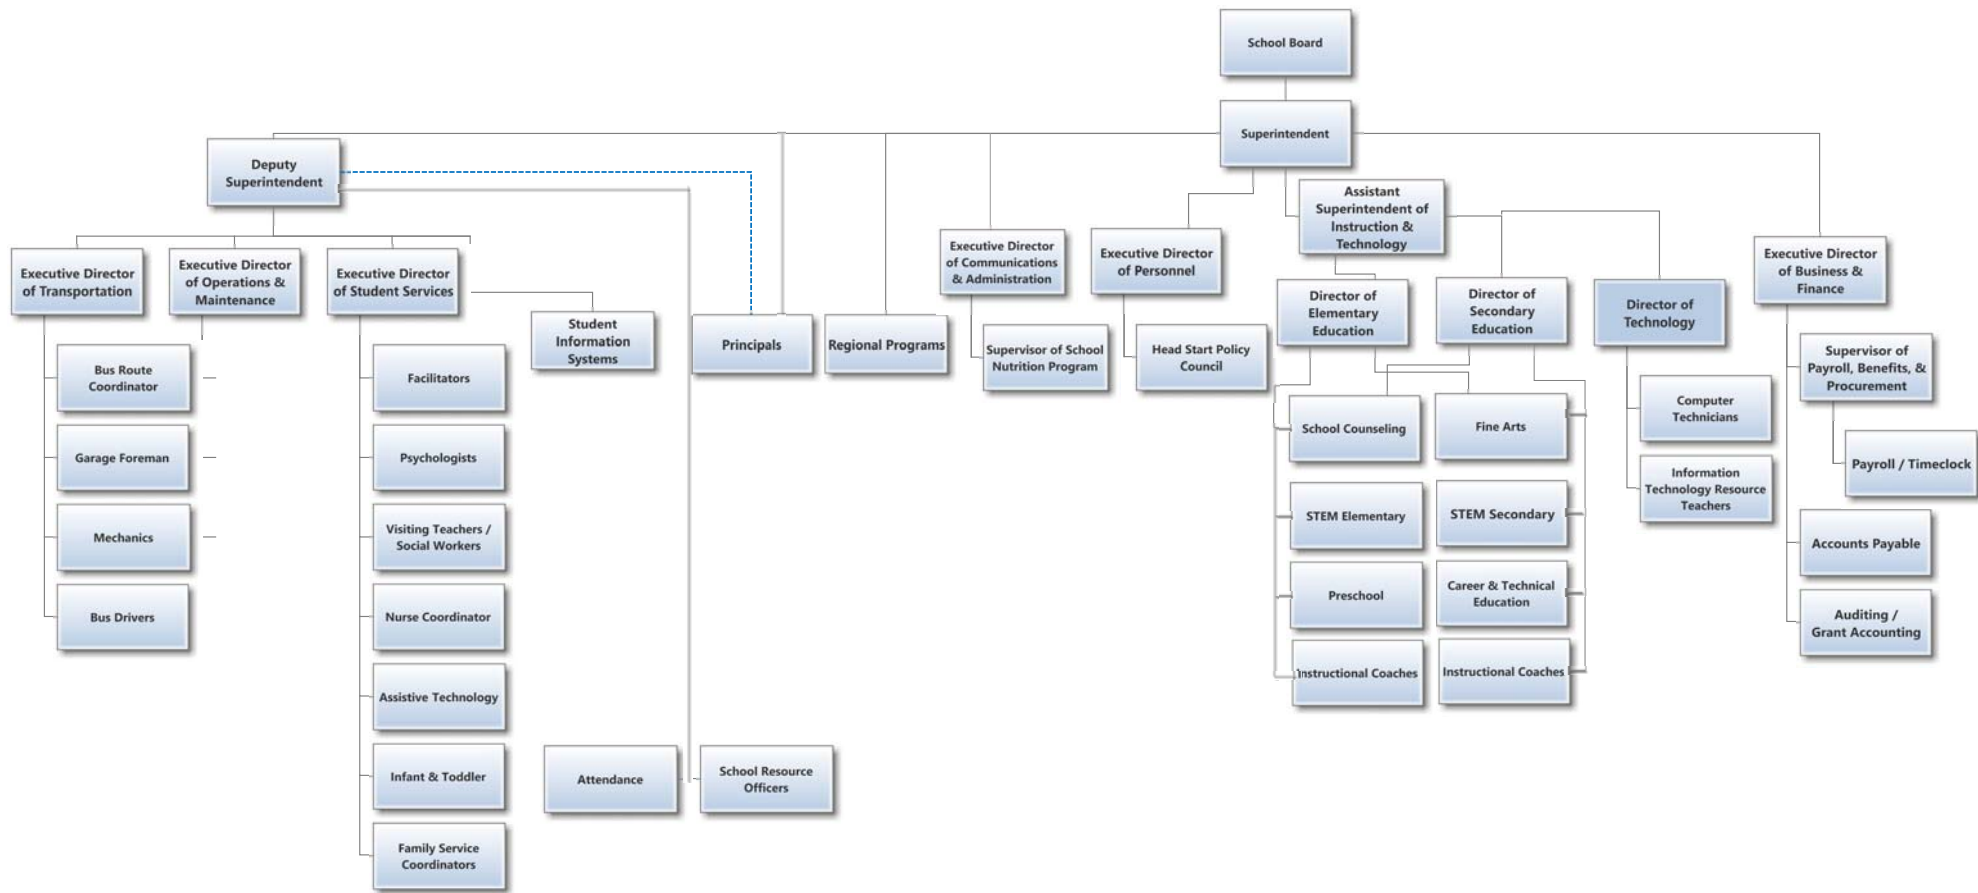 School Board
Superintendent
Deputy
Superintendent
Assistant
Superintendent of
Instruction &
Technology
Executive Director
of Transportation
Executive Director
of Operations &
Maintenance
Executive Director
of Student Services
Executive Director
of Communications
& Administration
Executive Director
of Personnel
Executive Director
of Business &
Finance
Director of
Elementary
Education
Director of
Secondary
Education
Director of
Technology
Student
Information
Systems
Principals
Regional Programs
Supervisor of School
Nutrition Program
Head Start Policy
Council
Supervisor of
Payroll, Benefits, &
Procurement
Bus Route
Coordinator
Facilitators
School Counseling
Fine Arts
Computer
Technicians
Payroll / Timeclock
Garage Foreman
Psychologists
STEM Elementary
STEM Secondary
Information
Technology Resource
Teachers
Accounts Payable
Mechanics
Visiting Teachers /
Social Workers
Preschool
Career & Technical
Education
Auditing /
Grant Accounting
Bus Drivers
Nurse Coordinator
Instructional Coaches
Instructional Coaches
Assistive Technology
Infant & Toddler
Attendance
School Resource
Officers
Family Service
Coordinators